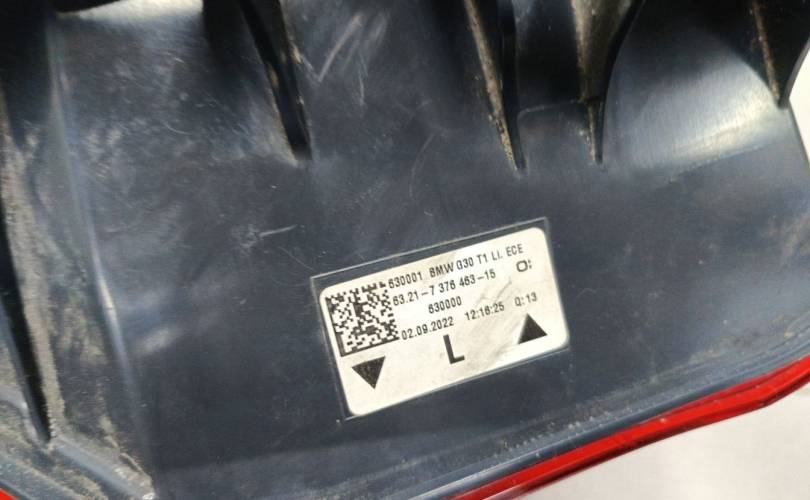 630001 BMW G30 T1 LI. ECE
63.21-7 376 463-15 O:
630000
02.09.2022 12:16:25 Q:13
L